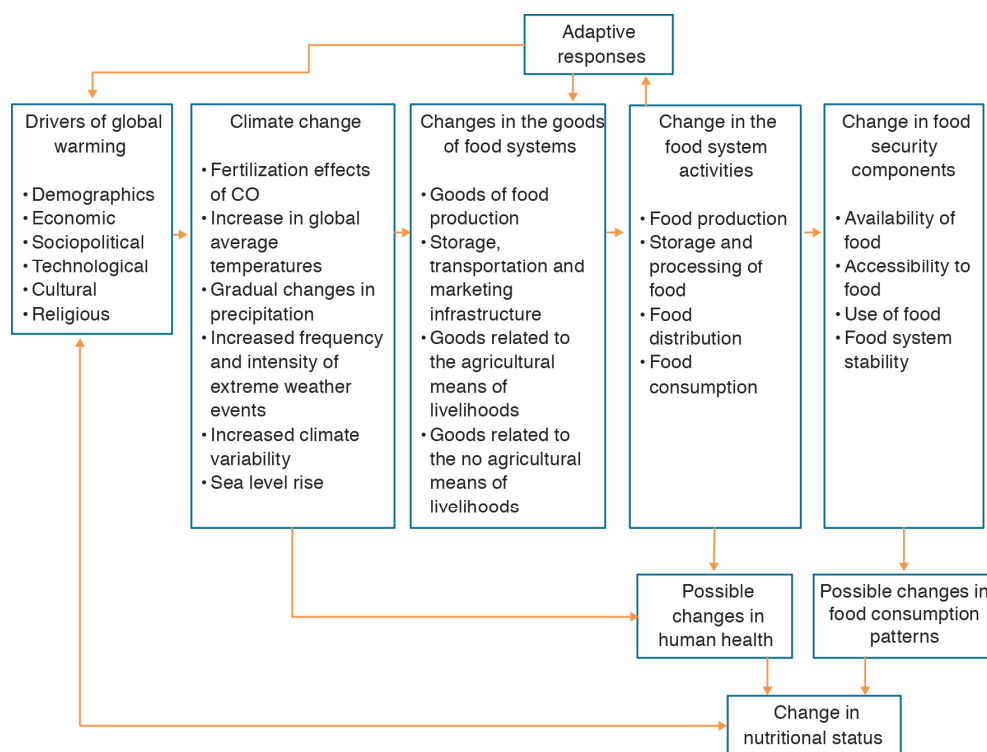 Adaptive
responses
Drivers of global
warming
• Demographics
• Economic
• Sociopolitical
• Technological
• Cultural
• Religious
Climate change
• Fertilization effects
of CO
• Increase in global
average
temperatures
• Gradual changes in
precipitation
• Increased frequency
and intensity of
extreme weather
events
• Increased climate
variability
• Sea level rise
Changes in the goods
of food systems
• Goods of food
production
• Storage,
transportation and
marketing
infrastructure
• Goods related to
the agricultural
means of
livelihoods
• Goods related to
the no agricultural
means of
livelihoods
Change in the
food system
activities
• Food production
• Storage and
processing of
food
• Food
distribution
• Food
consumption
Change in food
security
components
• Availability of
food
• Accessibility to
food
• Use of food
• Food system
stability
Possible
changes in
human health
Possible changes in
food consumption
patterns
Change in
nutritional status